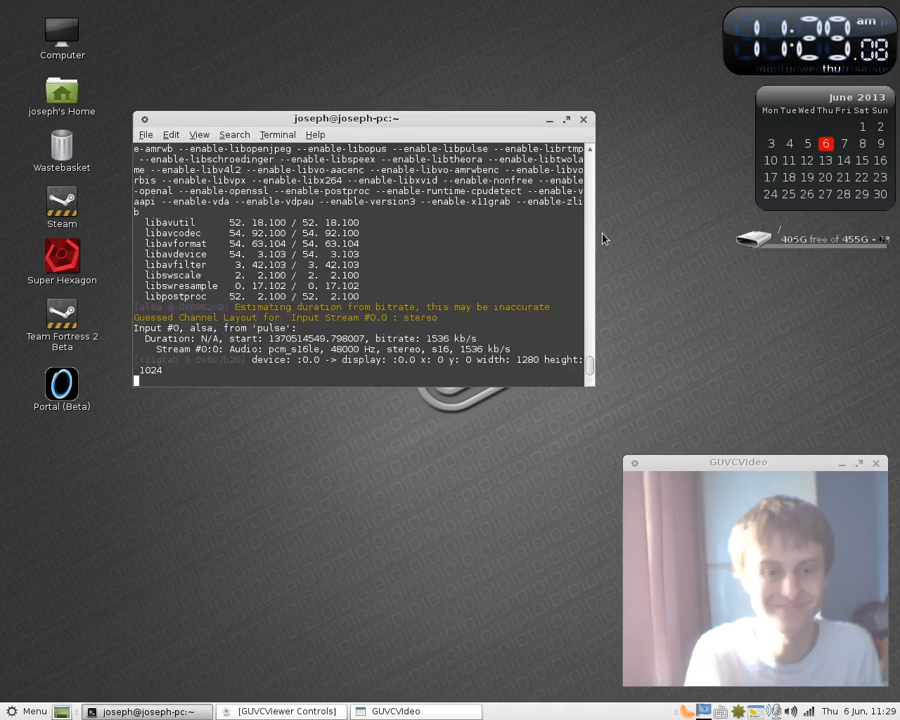 Computer
joseph's Home
Wastebasket
Steam
Super Hexagon
Team Fortress 2
Beta
Portal (Beta)
joseph@joseph-pc:~
File Edit View Search Terminal Help
e-amrwb --enable-libopenjpeg --enable-libopus --enable-libpulse --enable-librtmp
--enable-libschroedinger --enable-libspeex --enable-libtheora --enable-libtwola
me --enable-libv4l2 --enable-libvo-aacenc --enable-libvo-amrwbenc --enable-libvo
rbis --enable-libvpx --enable-libx264 --enable-libxvid --enable-nonfree --enable
-openal --enable-openssl --enable-postproc --enable-runtime-cpudetect --enable-v
aapi --enable-vda --enable-vdpau --enable-version3 --enable-x11grab --enable-zli
b
libavutil 52. 18.100 / 52. 18.100
libavcodec 54. 92.100 / 54. 92.100
libavformat 54. 63.104 / 54. 63.104
libavdevice 54. 3.103 / 54. 3.103
libavfilter 3. 42.103 / 3. 42.103
libswscale 2. 2.100 / 2. 2.100
libswresample 0. 17.102 / 0. 17.102
libpostproc 52. 2.100 / 52. 2.100
Estimating duration from bitrate, this may be inaccurate
Guessed Channel Layout for Input Stream #0.0 : stereo
Input #0, alsa, from 'pulse':
Duration: N/A, start: 1370514549.798007, bitrate: 1536 kb/s
Stream #0:0: Audio: pcm_s16le, 48000 Hz, stereo, s16, 1536 kb/s
device: :0.0 -> display: :0.0 x: 0 y: 0 width: 1280 height:
1024
am
11:29.08
thu
June 2013
Mon Tue Wed Thu Fri Sat Sun
1 2
3 4 5 6 7 8 9
10 11 12 13 14 15 16
17 18 19 20 21 22 23
24 25 26 27 28 29 30
/
405G free of 455G -
GUVCVideo
Menu
joseph@joseph-pc:~
[GUVCViewer Controls]
GUVCVideo
Thu 6 Jun, 11:29